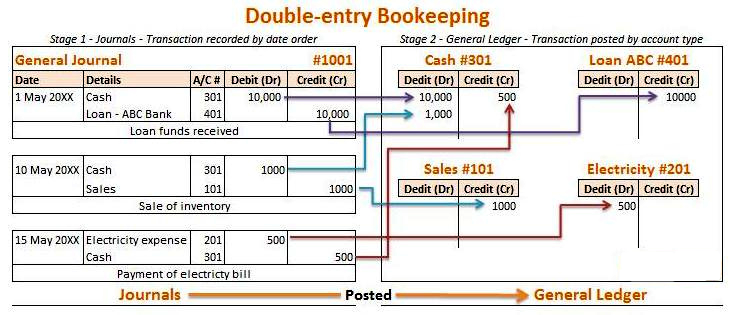 Double-entry Bookkeeping
Stage 1 - Journals - Transaction recorded by date order
General Journal #1001
Date Details A/C # Debit (Dr) Credit (Cr)
1 May 20XX Cash 301 10,000
Loan - ABC Bank 401 10,000
Loan funds received
10 May 20XX Cash 301 1000
Sales 101 1000
Sale of inventory
15 May 20XX Electricity expense 201 500
Cash 301 500
Payment of electricty bill
Stage 2 - General Ledger - Transaction posted by account type
Cash #301
Dedit (Dr) Credit (Cr)
10,000 500
1,000
Loan ABC #401
Dedit (Dr) Credit (Cr)
10000
Sales #101
Dedit (Dr) Credit (Cr)
1000
Electricity #201
Dedit (Dr) Credit (Cr)
500
Journals Posted General Ledger